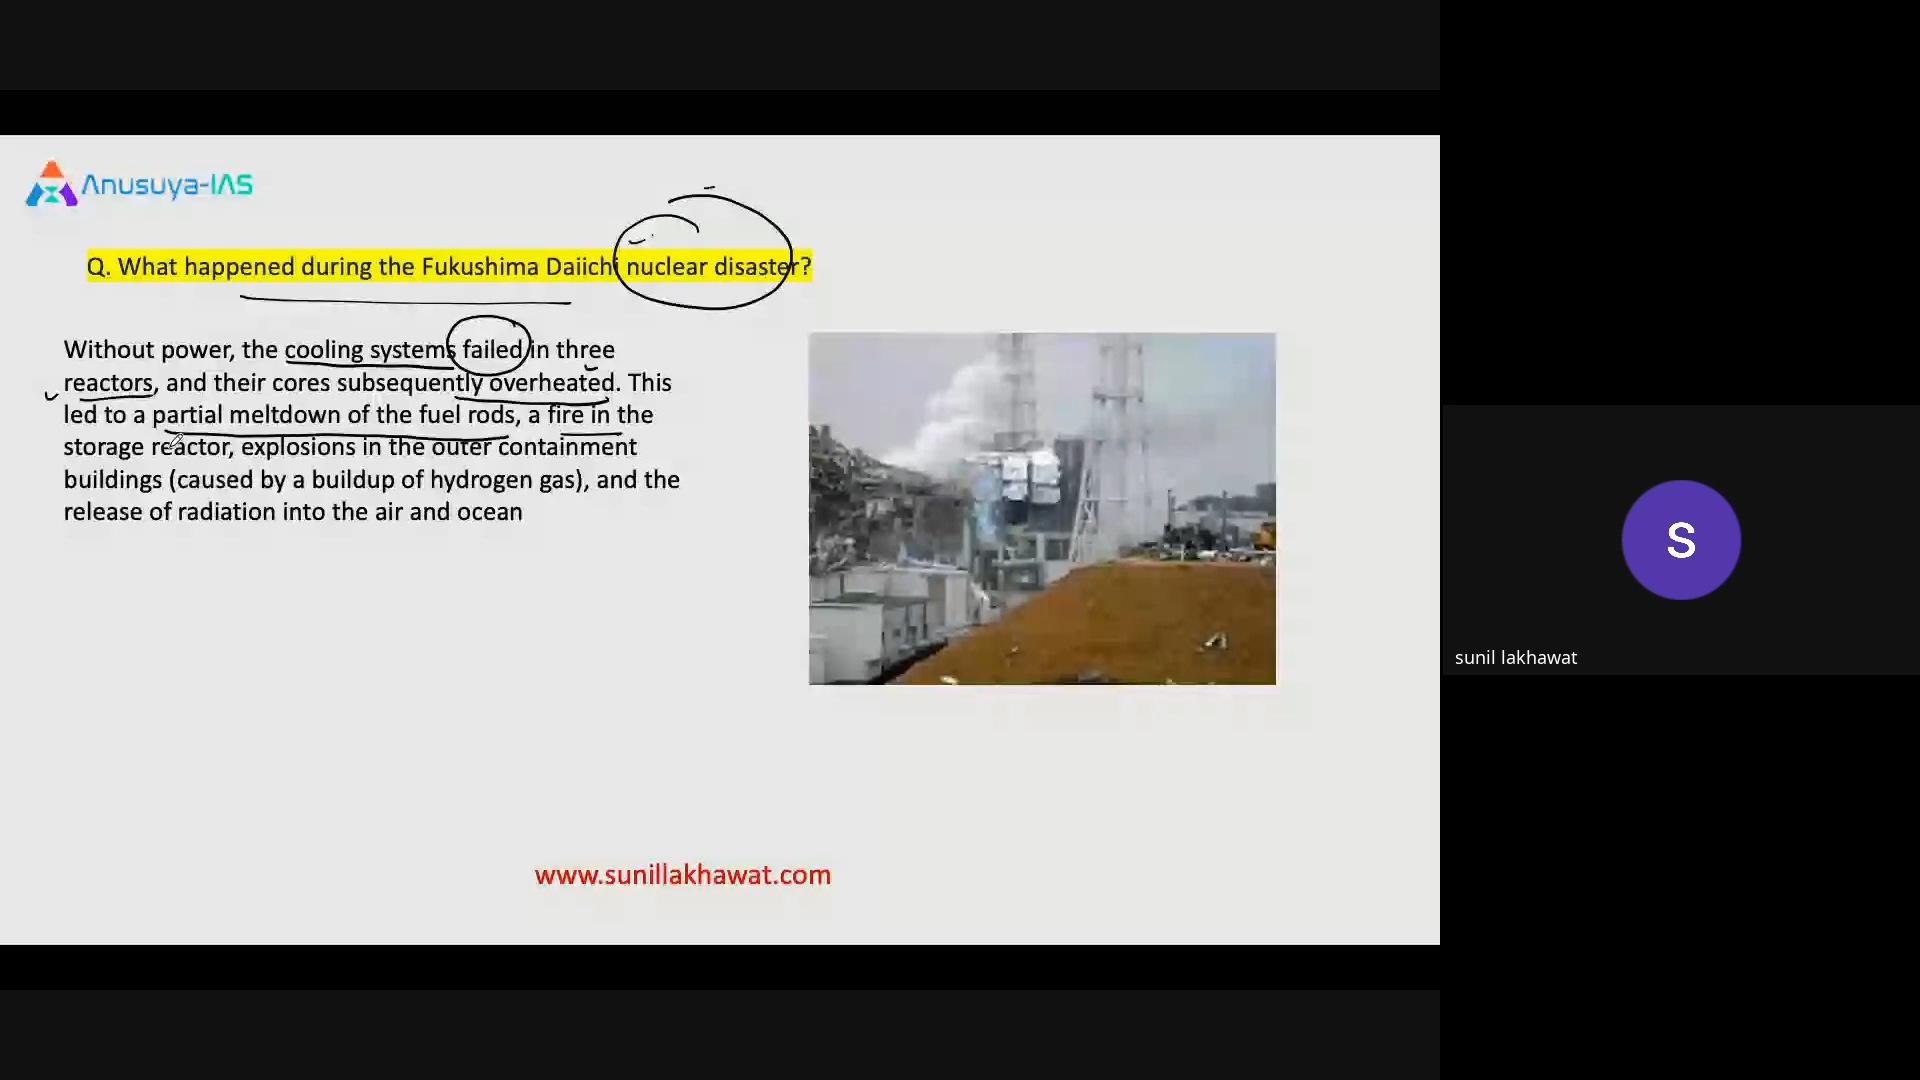 Anusuya-IAS
Q. What happened during the Fukushima Daiichi nuclear disaster?
Without power, the cooling systems failed in three
reactors, and their cores subsequently overheated. This
led to a partial meltdown of the fuel rods, a fire in the
storage reactor, explosions in the outer containment
buildings (caused by a buildup of hydrogen gas), and the
release of radiation into the air and ocean
www.sunillakhawat.com
S
sunil lakhawat